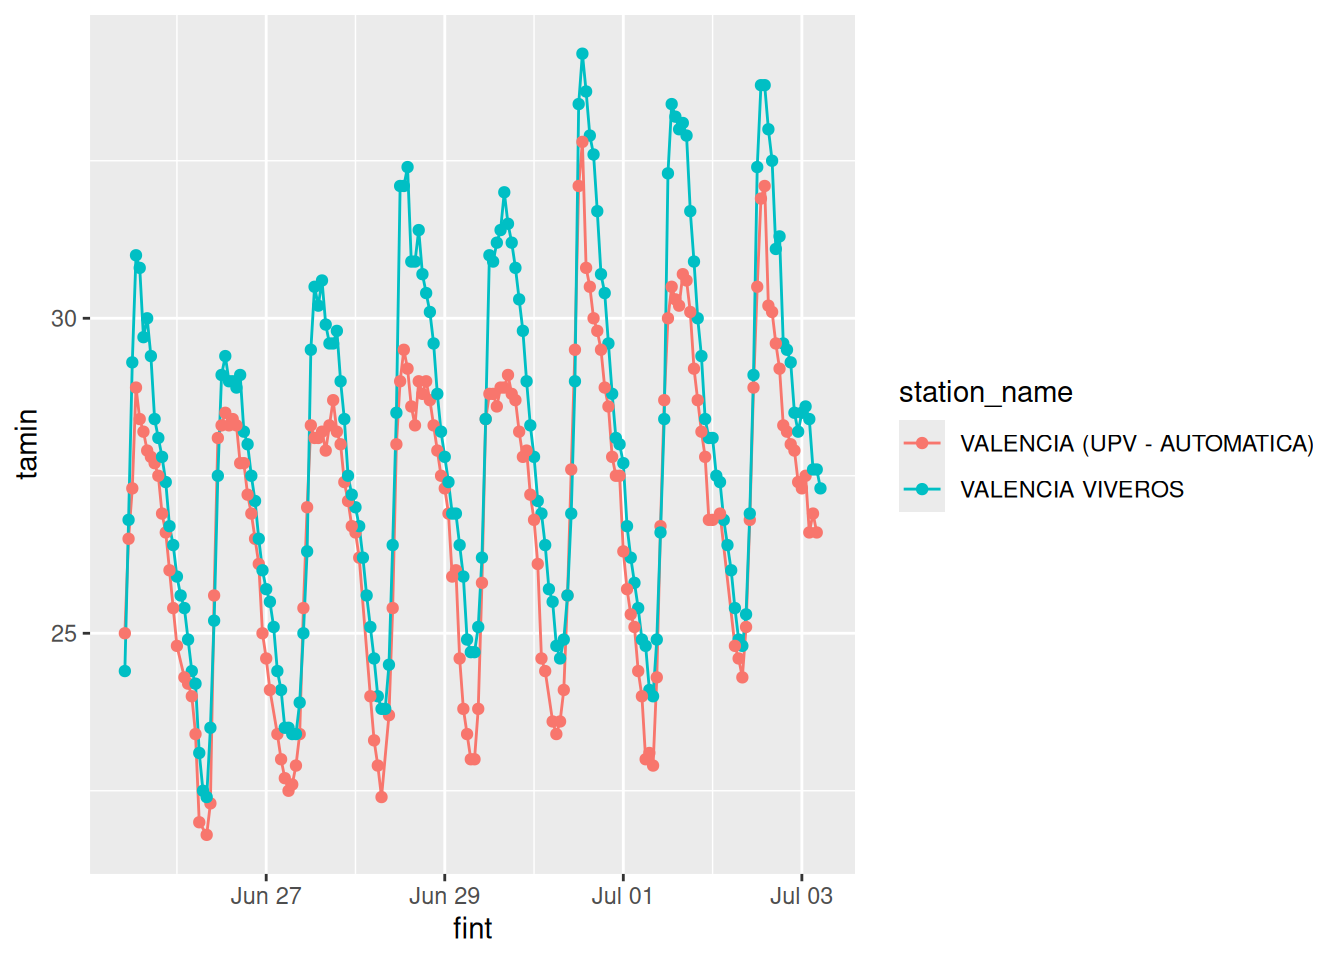 30
25
tamin
Jun 27
Jun 29
Jul 01
Jul 03
fint
station_name
VALENCIA (UPV - AUTOMATICA)
VALENCIA VIVEROS